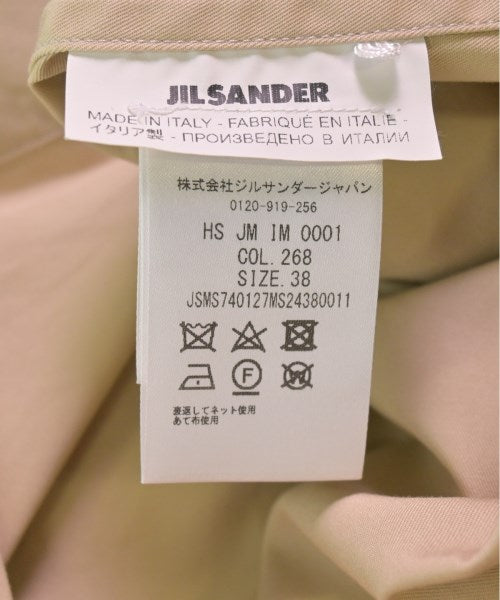 JIL SANDER
MADE IN ITALY - FABRIQUÉ EN ITALIE -
イタリア製 - ПРОИЗВЕДЕНО В ИТАЛИИ
株式会社ジルサンダージャパン
0120-919-256
HS JM IM 0001
COL. 268
SIZE. 38
JSMS740127MS24380011
F
W
裏返してネット使用
あて布使用